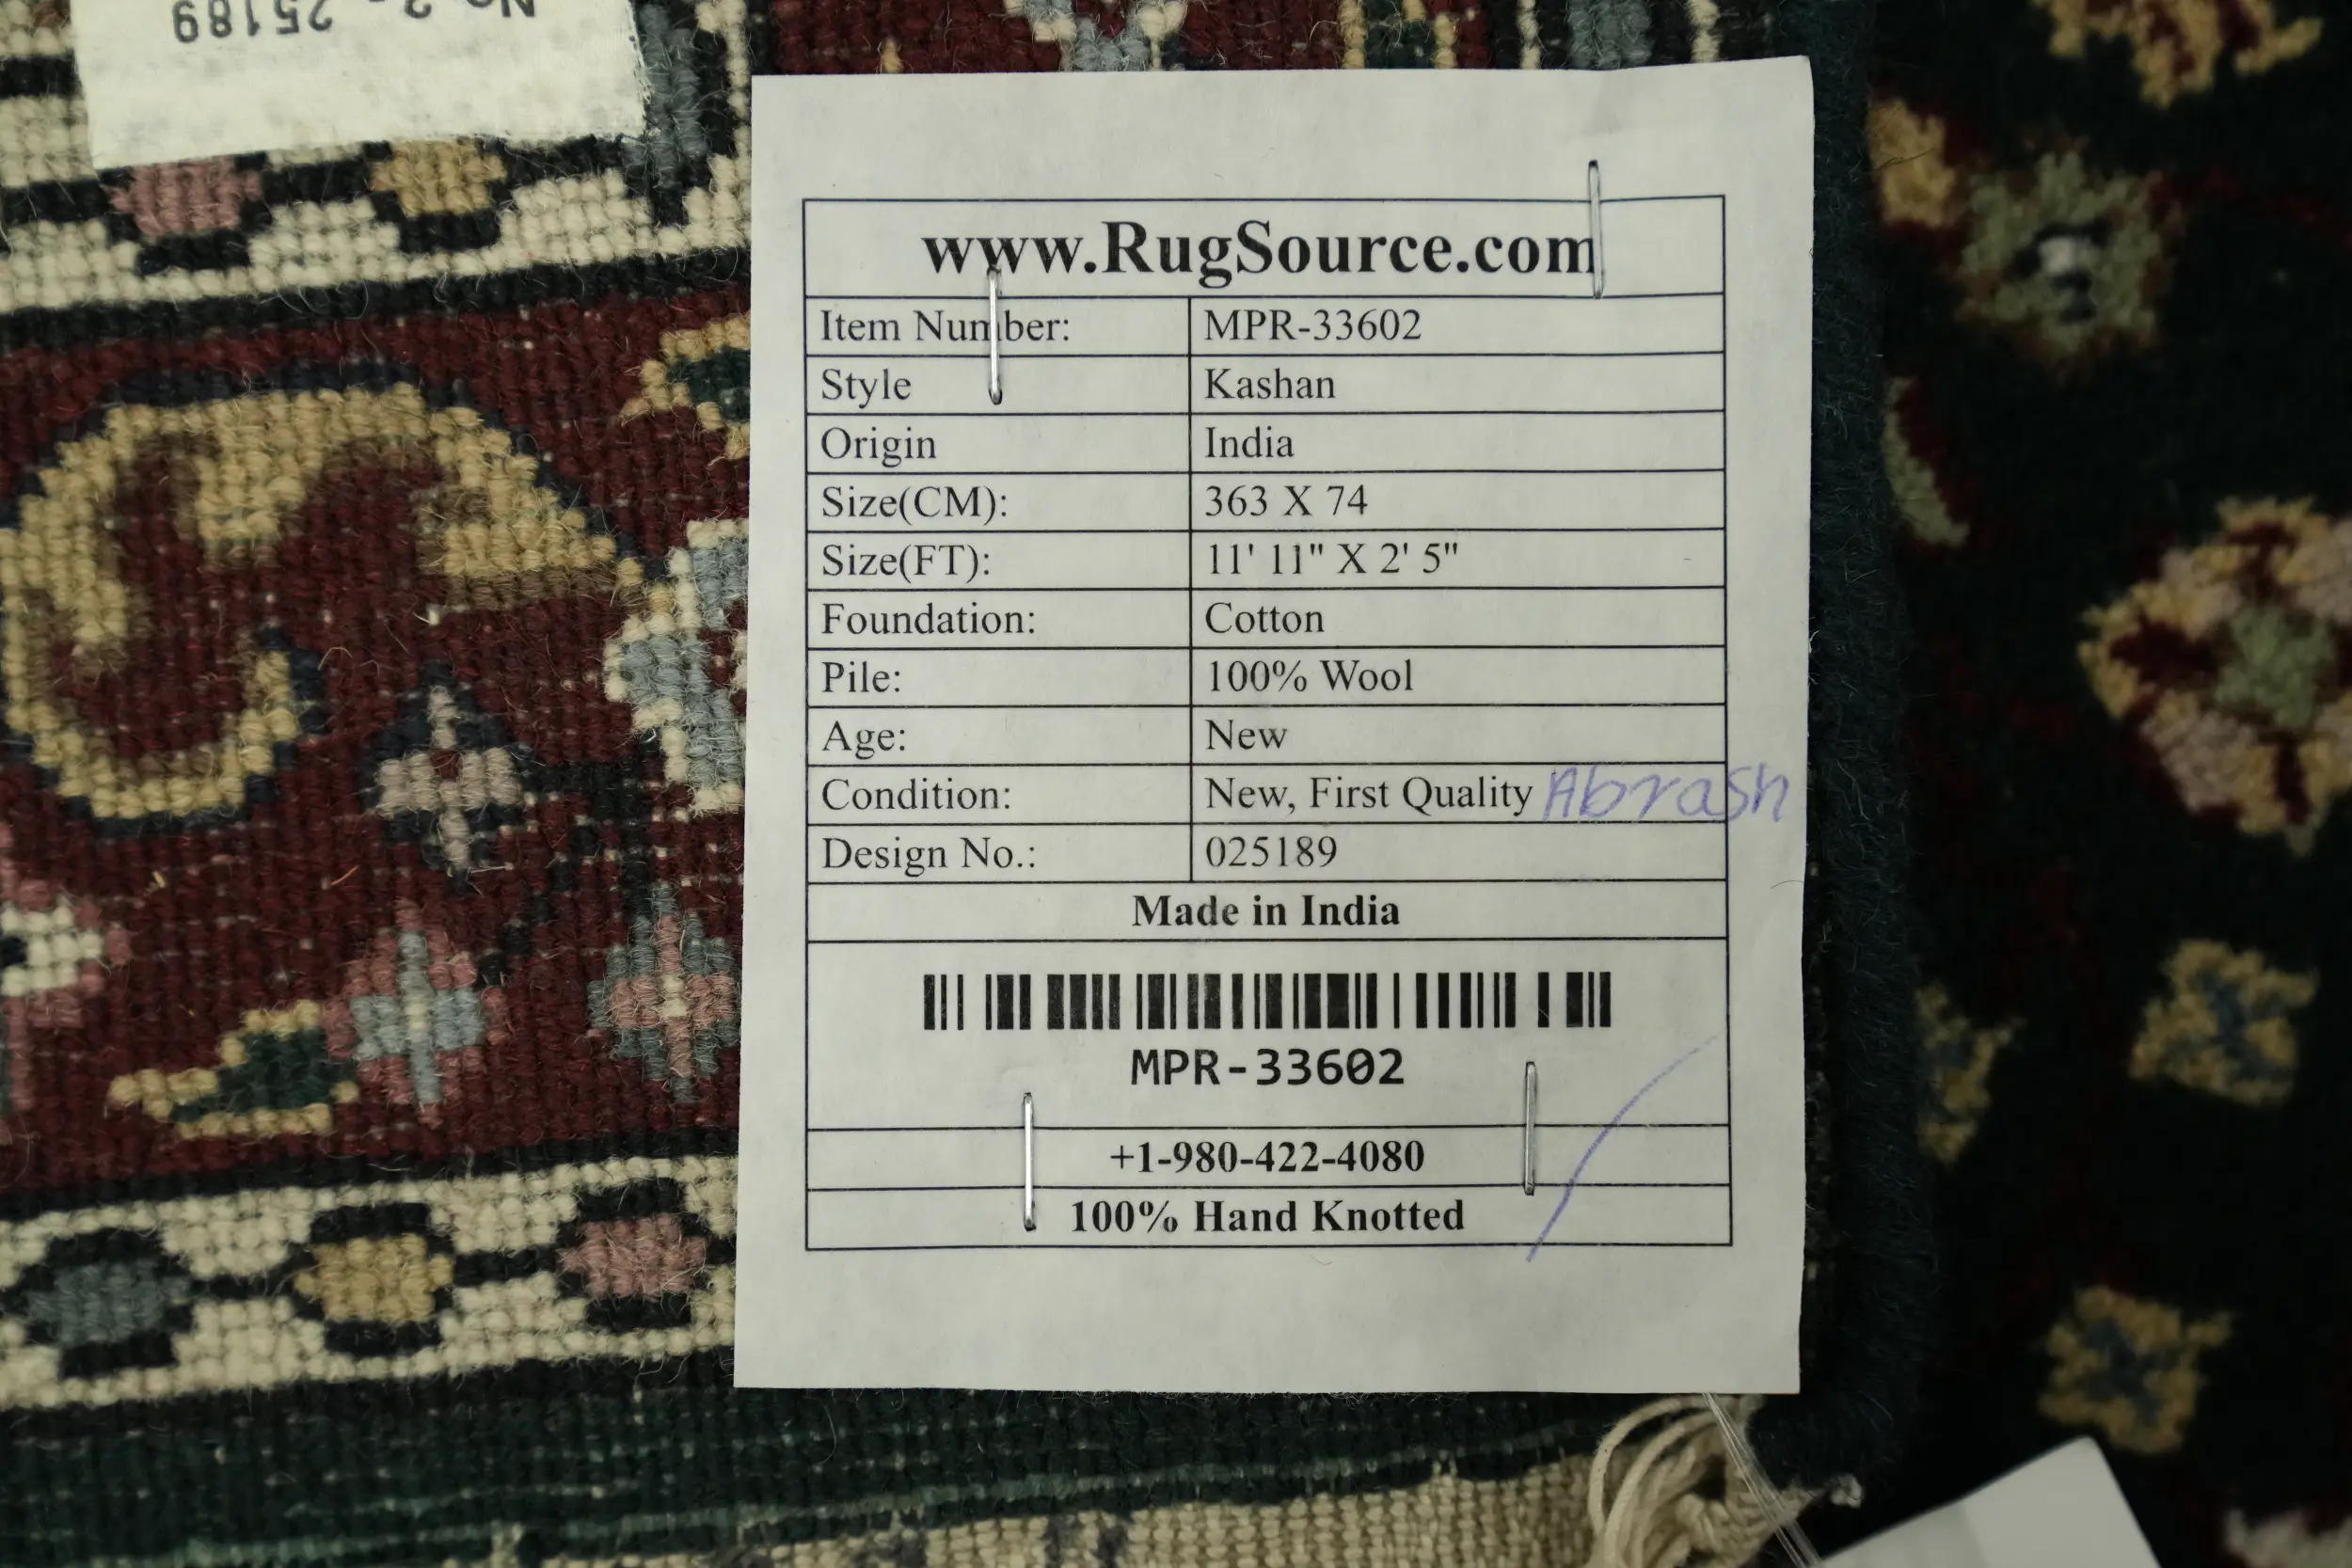 No 2 - 25189
www.RugSource.com
Item Number: MPR-33602
Style Kashan
Origin India
Size(CM): 363 X 74
Size(FT): 11' 11" X 2' 5"
Foundation: Cotton
Pile: 100% Wool
Age: New
Condition: New, First Quality Abrash
Design No.: 025189
Made in India
MPR-33602
+1-980-422-4080
100% Hand Knotted